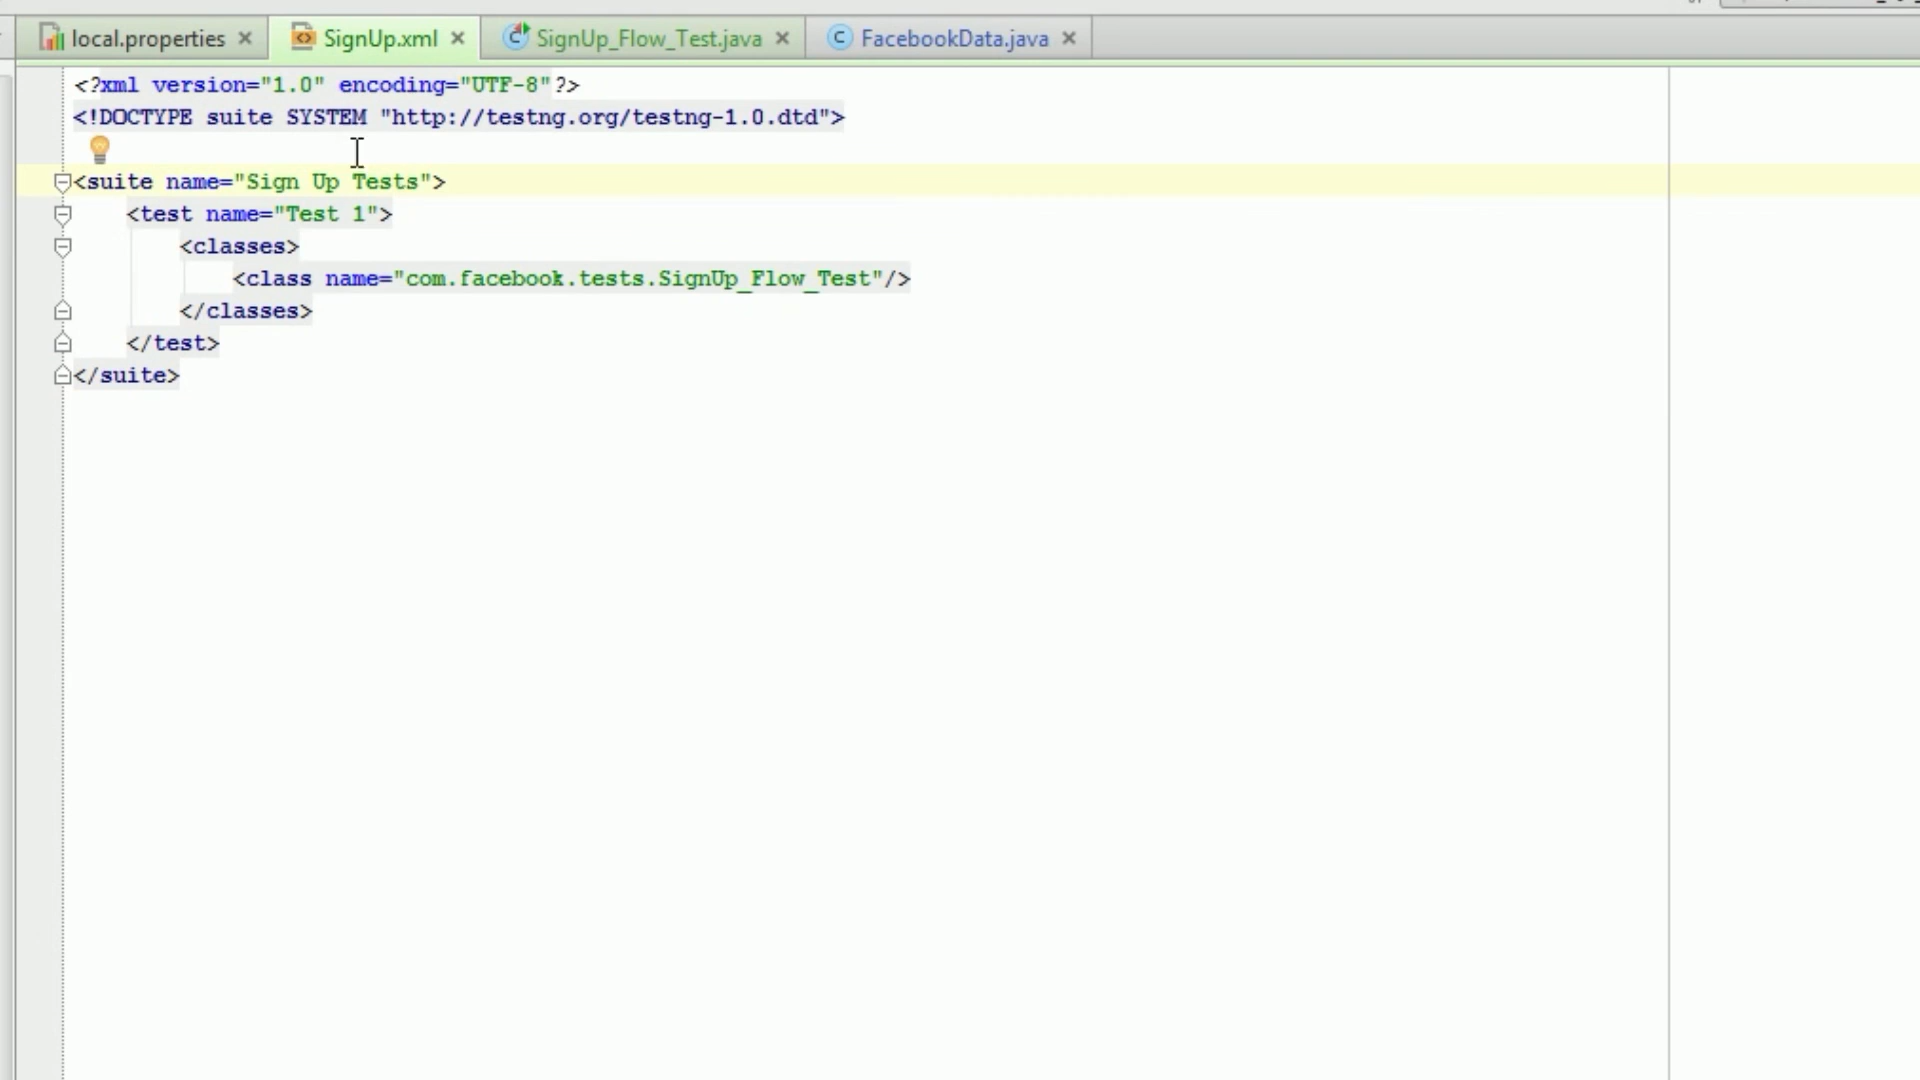 local.properties SignUp.xml SignUp_Flow_Test.java FacebookData.java
<?xml version="1.0" encoding="UTF-8"?>
<!DOCTYPE suite SYSTEM "http://testng.org/testng-1.0.dtd">
<suite name="Sign Up Tests">
<test name="Test 1">
<classes>
<class name="com.facebook.tests.SignUp_Flow_Test"/>
</classes>
</test>
</suite>